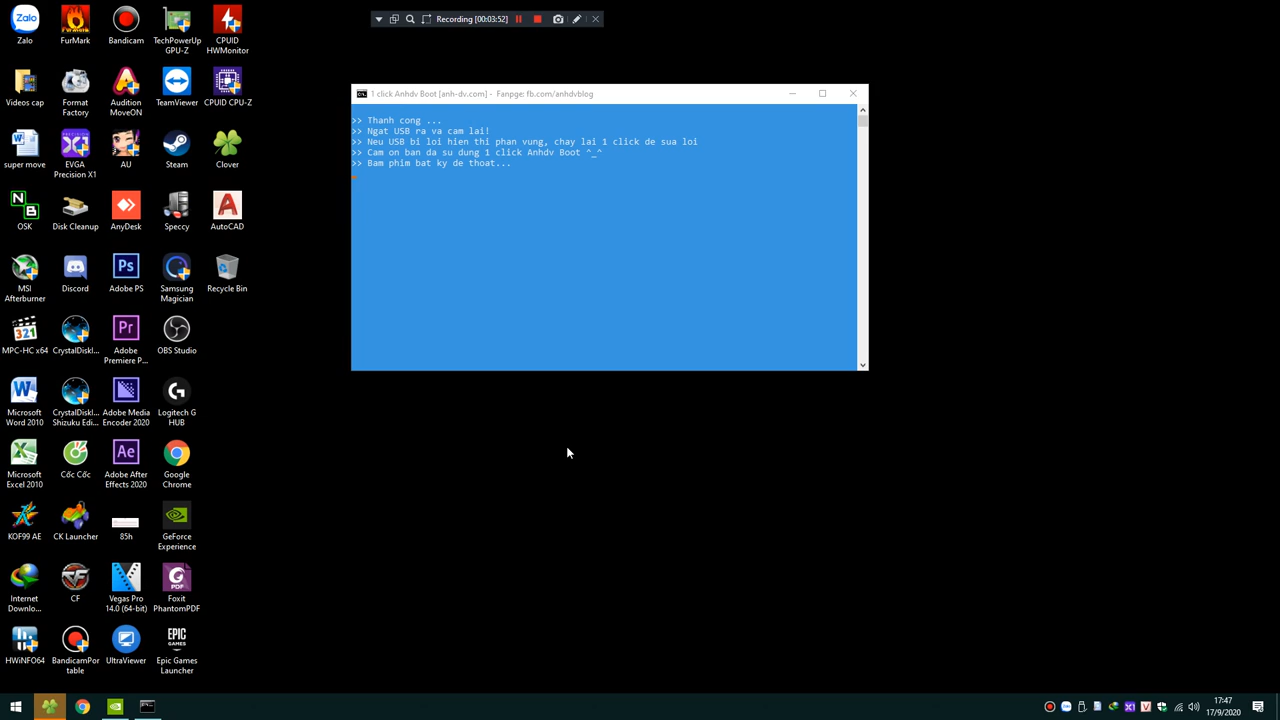 Recording [00:03:52]
Zalo
FurMark
Bandicam
TechPowerUp
GPU-Z
CPUID
HWMonitor
Videos cap
Format
Factory
Audition
MoveON
TeamViewer
CPUID CPU-Z
super move
EVGA
Precision X1
AU
Steam
Clover
OSK
Disk Cleanup
AnyDesk
Speccy
AutoCAD
MSI
Afterburner
Discord
Adobe PS
Samsung
Magician
Recycle Bin
MPC-HC x64
CrystalDiskI...
Adobe
Premiere P...
OBS Studio
Microsoft
Word 2010
CrystalDiskI...
Shizuku Edi...
Adobe Media
Encoder 2020
Logitech G
HUB
Microsoft
Excel 2010
Cốc Cốc
Adobe After
Effects 2020
Google
Chrome
KOF99 AE
CK Launcher
85h
GeForce
Experience
Internet
Downlo...
CF
Vegas Pro
14.0 (64-bit)
Foxit
PhantomPDF
HWiNFO64
BandicamPor
table
UltraViewer
Epic Games
Launcher
1 click Anhdv Boot [anh-dv.com] - Fanpge: fb.com/anhdvblog
>> Thanh cong ...
>> Ngat USB ra va cam lai!
>> Neu USB bi loi hien thi phan vung, chay lai 1 click de sua loi
>> Cam on ban da su dung 1 click Anhdv Boot ^_^
>> Bam phim bat ky de thoat...
17:47
17/9/2020